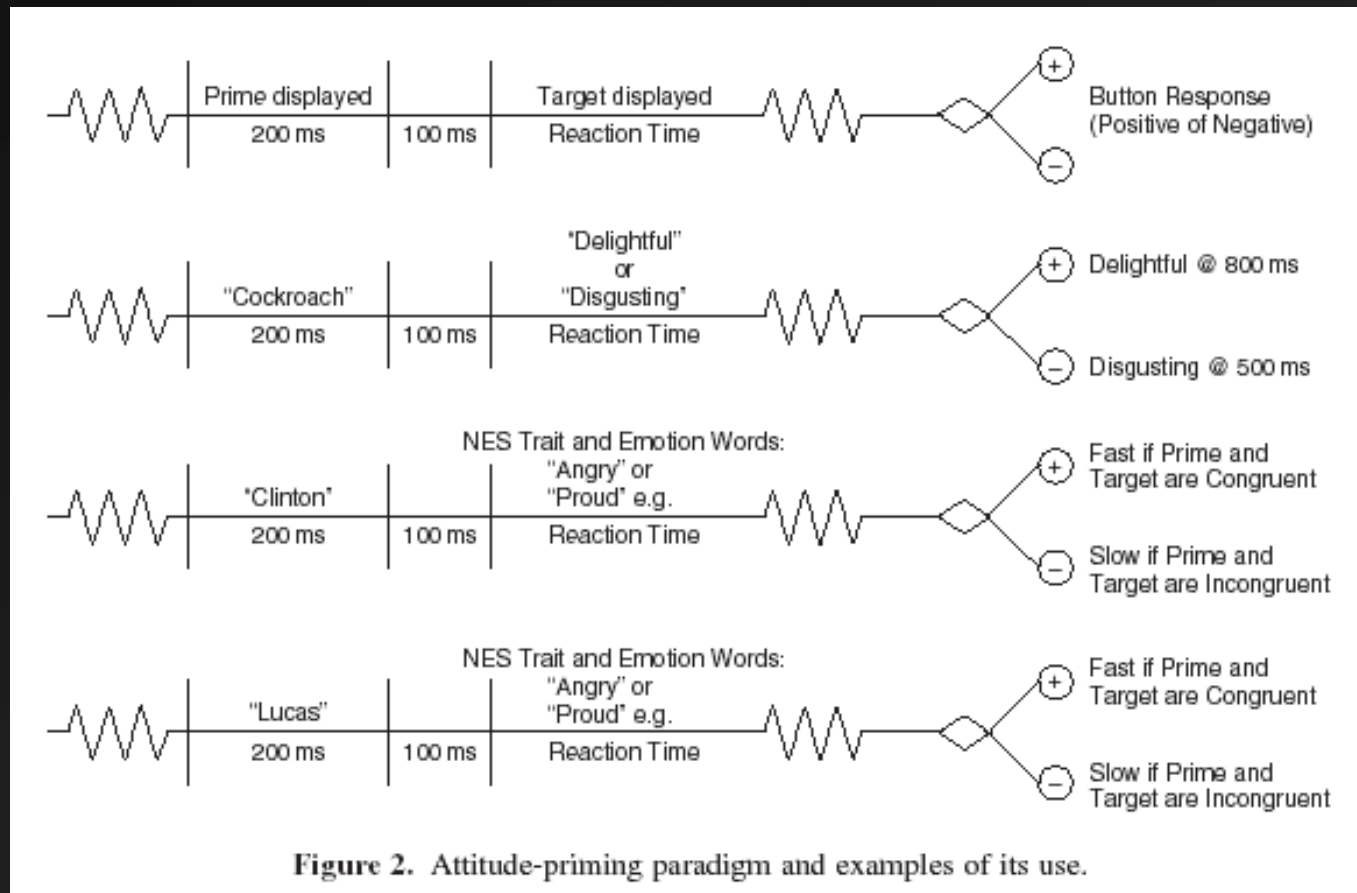 Prime displayed
Target displayed
200 ms
100 ms
Reaction Time
+
−
Button Response
(Positive of Negative)
"Cockroach"
200 ms
100 ms
"Delightful"
or
"Disgusting"
Reaction Time
+
Delightful @ 800 ms
−
Disgusting @ 500 ms
"Clinton"
200 ms
100 ms
NES Trait and Emotion Words:
"Angry" or
"Proud" e.g.
Reaction Time
+
Fast if Prime and
Target are Congruent
−
Slow if Prime and
Target are Incongruent
"Lucas"
200 ms
100 ms
NES Trait and Emotion Words:
"Angry" or
"Proud" e.g.
Reaction Time
+
Fast if Prime and
Target are Congruent
−
Slow if Prime and
Target are Incongruent
Figure 2. Attitude-priming paradigm and examples of its use.